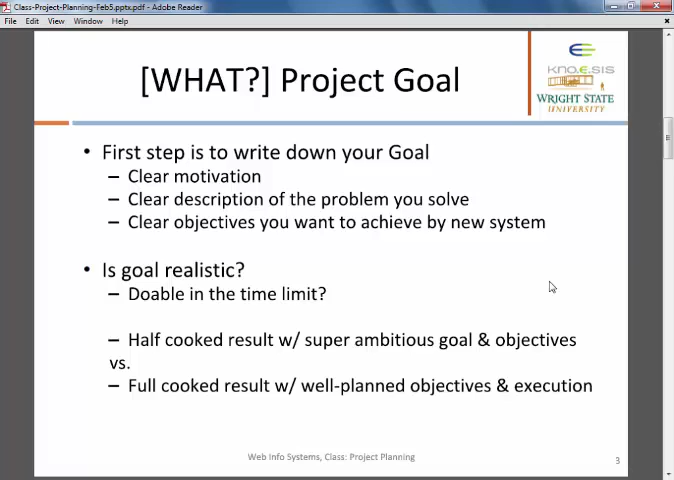 Class-Project-Planning-Feb5.pptx.pdf - Adobe Reader
File Edit View Window Help
[WHAT?] Project Goal
kno.e.sis
WRIGHT STATE
UNIVERSITY
• First step is to write down your Goal
– Clear motivation
– Clear description of the problem you solve
– Clear objectives you want to achieve by new system
• Is goal realistic?
– Doable in the time limit?
– Half cooked result w/ super ambitious goal & objectives
vs.
– Full cooked result w/ well-planned objectives & execution
Web Info Systems, Class: Project Planning
3